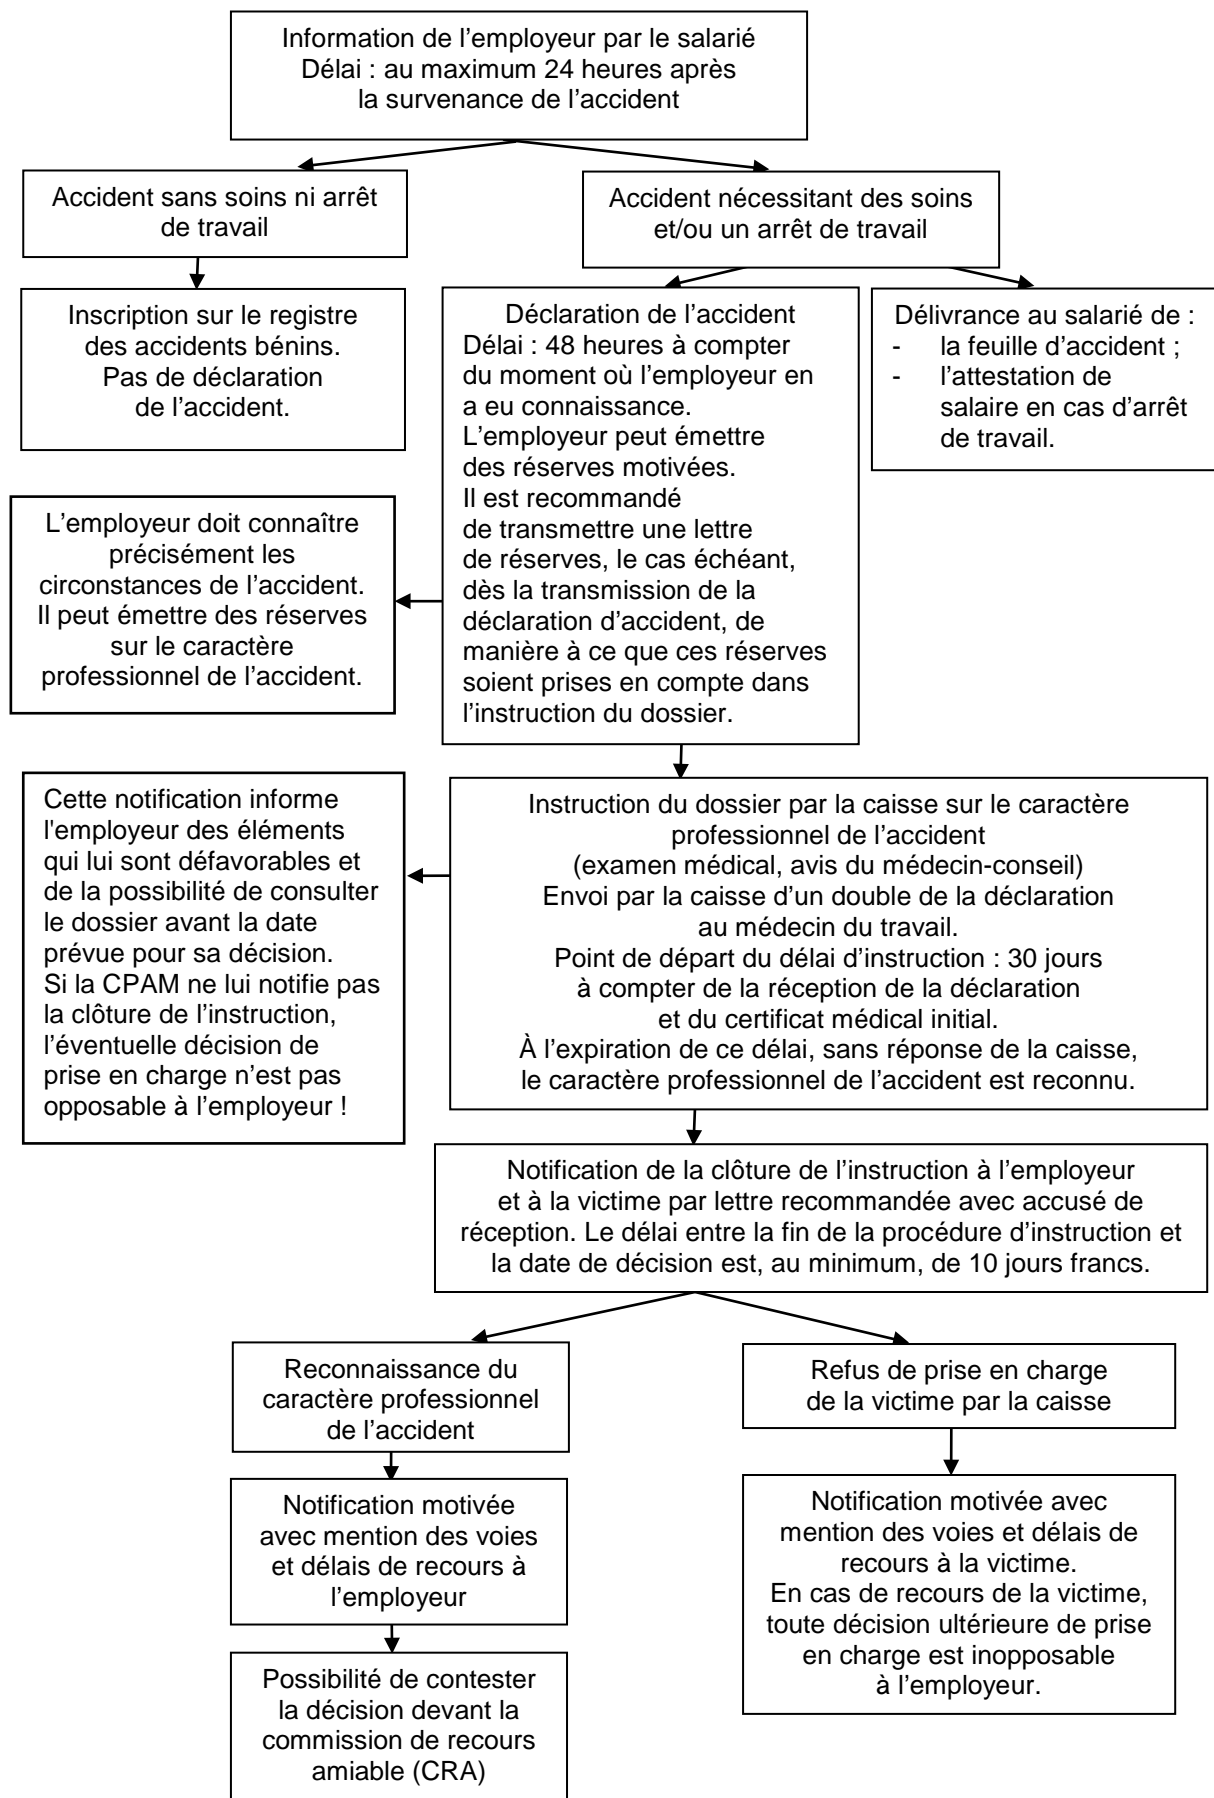 Information de l’employeur par le salarié
Délai : au maximum 24 heures après
la survenance de l’accident
Accident sans soins ni arrêt
de travail
Accident nécessitant des soins
et/ou un arrêt de travail
Inscription sur le registre
des accidents bénins.
Pas de déclaration
de l’accident.
Déclaration de l’accident
Délai : 48 heures à compter
du moment où l’employeur en
a eu connaissance.
L’employeur peut émettre
des réserves motivées.
Il est recommandé
de transmettre une lettre
de réserves, le cas échéant,
dès la transmission de la
déclaration d’accident, de
manière à ce que ces réserves
soient prises en compte dans
l’instruction du dossier.
Délivrance au salarié de :
- la feuille d’accident ;
- l’attestation de
salaire en cas d’arrêt
de travail.
L’employeur doit connaître
précisément les
circonstances de l’accident.
Il peut émettre des réserves
sur le caractère
professionnel de l’accident.
Cette notification informe
l'employeur des éléments
qui lui sont défavorables et
de la possibilité de consulter
le dossier avant la date
prévue pour sa décision.
Si la CPAM ne lui notifie pas
la clôture de l’instruction,
l’éventuelle décision de
prise en charge n’est pas
opposable à l’employeur !
Instruction du dossier par la caisse sur le caractère
professionnel de l’accident
(examen médical, avis du médecin-conseil)
Envoi par la caisse d’un double de la déclaration
au médecin du travail.
Point de départ du délai d’instruction : 30 jours
à compter de la réception de la déclaration
et du certificat médical initial.
À l’expiration de ce délai, sans réponse de la caisse,
le caractère professionnel de l’accident est reconnu.
Notification de la clôture de l’instruction à l’employeur
et à la victime par lettre recommandée avec accusé de
réception. Le délai entre la fin de la procédure d’instruction et
la date de décision est, au minimum, de 10 jours francs.
Reconnaissance du
caractère professionnel
de l’accident
Refus de prise en charge
de la victime par la caisse
Notification motivée
avec mention des voies
et délais de recours à
l’employeur
Notification motivée avec
mention des voies et délais de
recours à la victime.
En cas de recours de la victime,
toute décision ultérieure de prise
en charge est inopposable
à l’employeur.
Possibilité de contester
la décision devant la
commission de recours
amiable (CRA)